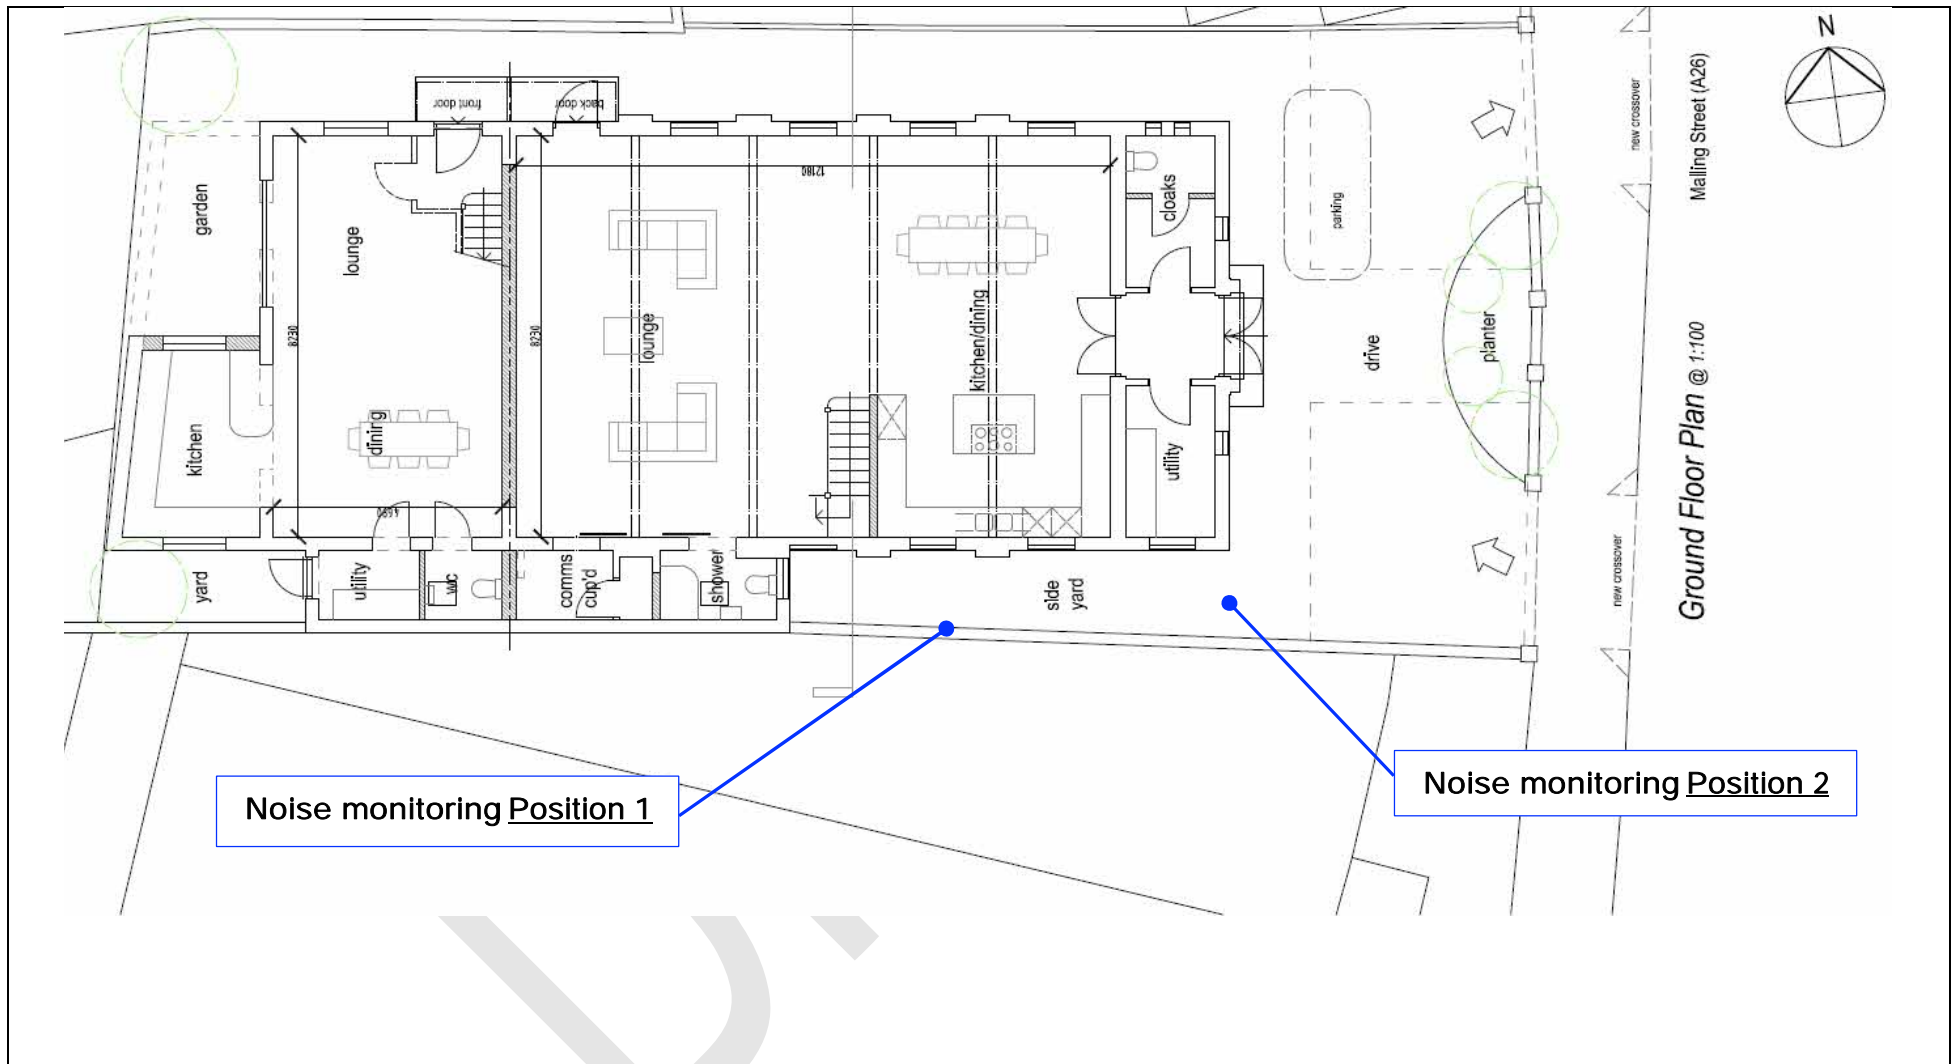 N
Malling Street (A26)
new crossover
front door
back door
12180
cloaks
parking
garden
lounge
8230
8230
lounge
kitchen/dining
drive
planter
Ground Floor Plan @ 1:100
kitchen
dining
utility
4690
yard
utility
wc
comms
cup'd
shower
side
yard
new crossover
Noise monitoring Position 1
Noise monitoring Position 2